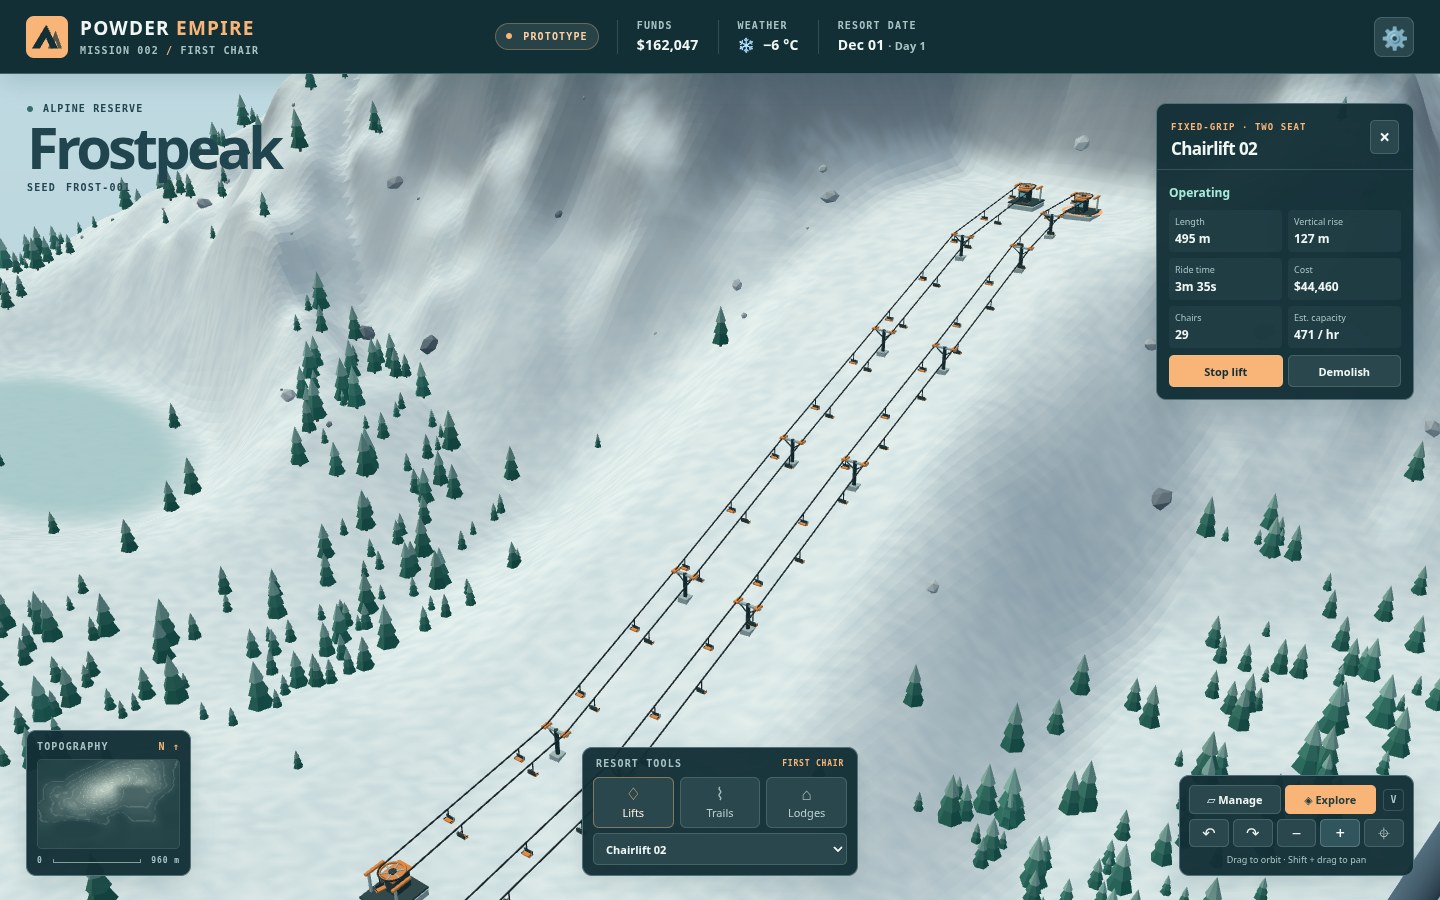 POWDER EMPIRE
MISSION 002 / FIRST CHAIR
PROTOTYPE
FUNDS
$162,047
WEATHER
−6 °C
RESORT DATE
Dec 01 · Day 1
ALPINE RESERVE
Frostpeak
SEED FROST-001
FIXED-GRIP · TWO SEAT
Chairlift 02
×
Operating
Length
495 m
Vertical rise
127 m
Ride time
3m 35s
Cost
$44,460
Chairs
29
Est. capacity
471 / hr
Stop lift
Demolish
TOPOGRAPHY
N ↑
0
960 m
RESORT TOOLS
FIRST CHAIR
Lifts
Trails
Lodges
Chairlift 02
Manage
Explore
V
− +
Drag to orbit · Shift + drag to pan